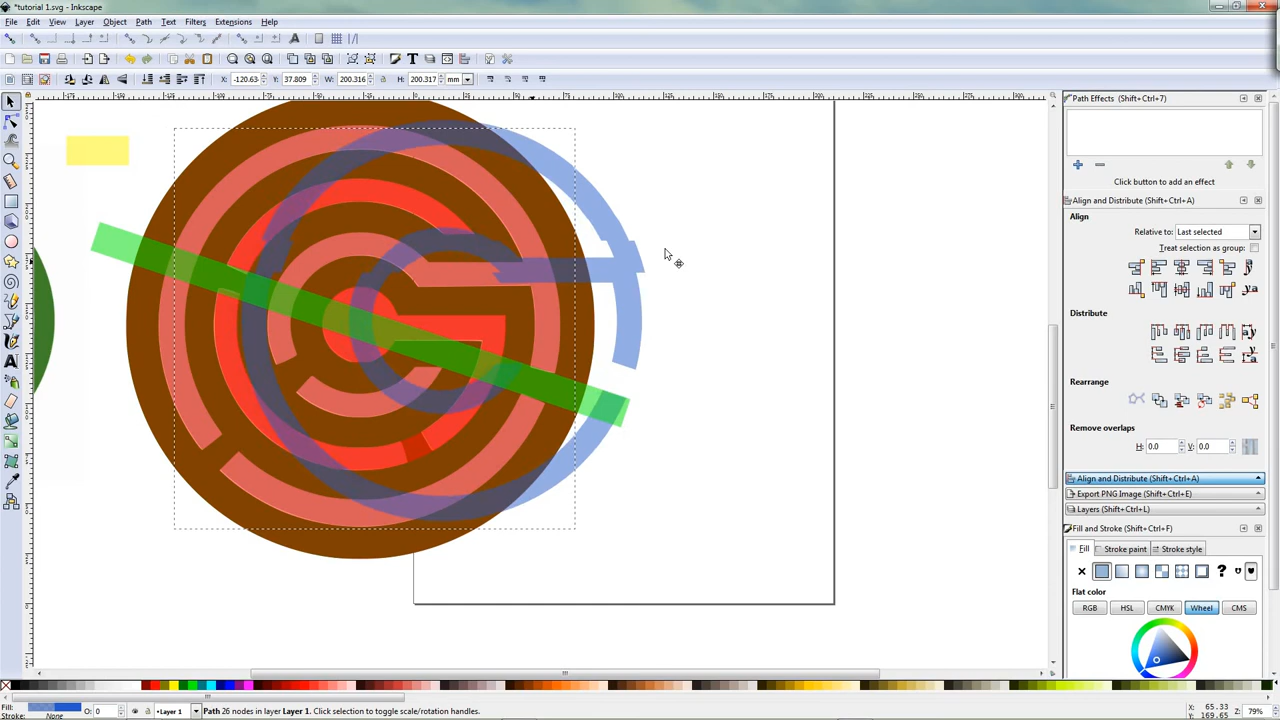 *tutorial 1.svg - Inkscape
File Edit View Layer Object Path Text Filters Extensions Help
X: -120.63 Y: 37.809 W: 200.316 H: 200.317 mm
Path Effects (Shift+Ctrl+7)
Click button to add an effect
Align and Distribute (Shift+Ctrl+A)
Align
Relative to: Last selected
Treat selection as group:
Distribute
Rearrange
Remove overlaps
H: 0.0 V: 0.0
Align and Distribute (Shift+Ctrl+A)
Export PNG Image (Shift+Ctrl+E)
Layers (Shift+Ctrl+L)
Fill and Stroke (Shift+Ctrl+F)
Fill Stroke paint Stroke style
Flat color
RGB HSL CMYK Wheel CMS
Fill:
Stroke: None
O: 0
Layer 1
Path 26 nodes in layer Layer 1. Click selection to toggle scale/rotation handles.
X: 65.33
Y: 169.65
Z: 79%